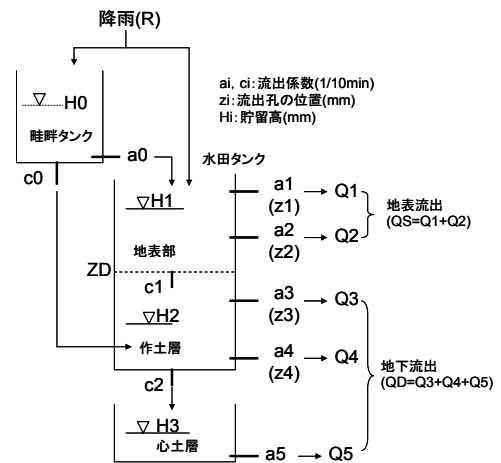 降雨(R)
ai, ci:流出係数(1/10min)
zi:流出孔の位置(mm)
Hi:貯留高(mm)
H0
畦畔タンク
a0
c0
水田タンク
H1
a1
(z1)
Q1
a2
(z2)
Q2
地表流出
(QS=Q1+Q2)
地表部
ZD
c1
H2
a3
(z3)
Q3
作土層
a4
(z4)
Q4
地下流出
(QD=Q3+Q4+Q5)
c2
H3
心土層
a5
Q5